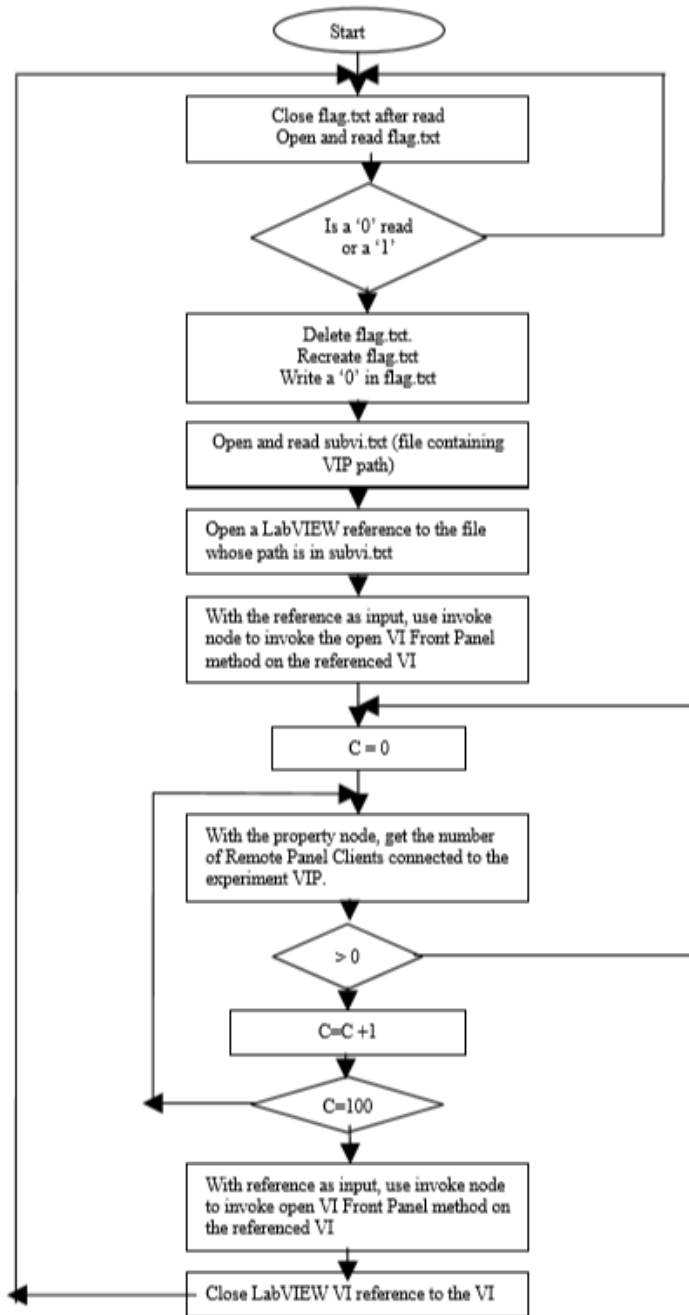 Start
Close flag.txt after read
Open and read flag.txt
Is a ‘0’ read
or a ‘1’
Delete flag.txt.
Recreate flag.txt
Write a ‘0’ in flag.txt
Open and read subvi.txt (file containing
VIP path)
Open a LabVIEW reference to the file
whose path is in subvi.txt
With the reference as input, use invoke
node to invoke the open VI Front Panel
method on the referenced VI
C = 0
With the property node, get the number
of Remote Panel Clients connected to the
experiment VIP.
> 0
C=C +1
C=100
With reference as input, use invoke node
to invoke open VI Front Panel method on
the referenced VI
Close LabVIEW VI reference to the VI